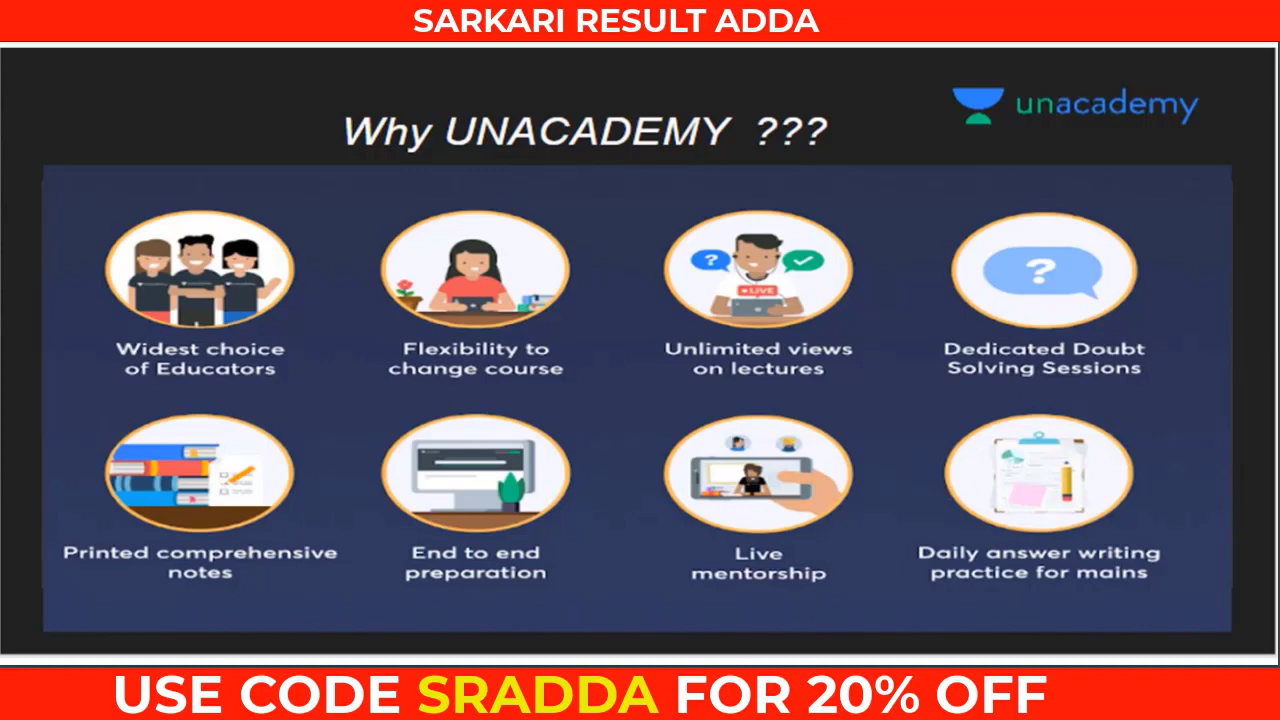 SARKARI RESULT ADDA
unacademy
Why UNACADEMY ???
Widest choice
of Educators
Flexibility to
change course
? LIVE
Unlimited views
on lectures
?
Dedicated Doubt
Solving Sessions
Printed comprehensive
notes
End to end
preparation
Live
mentorship
Daily answer writing
practice for mains
USE CODE SRADDA FOR 20% OFF